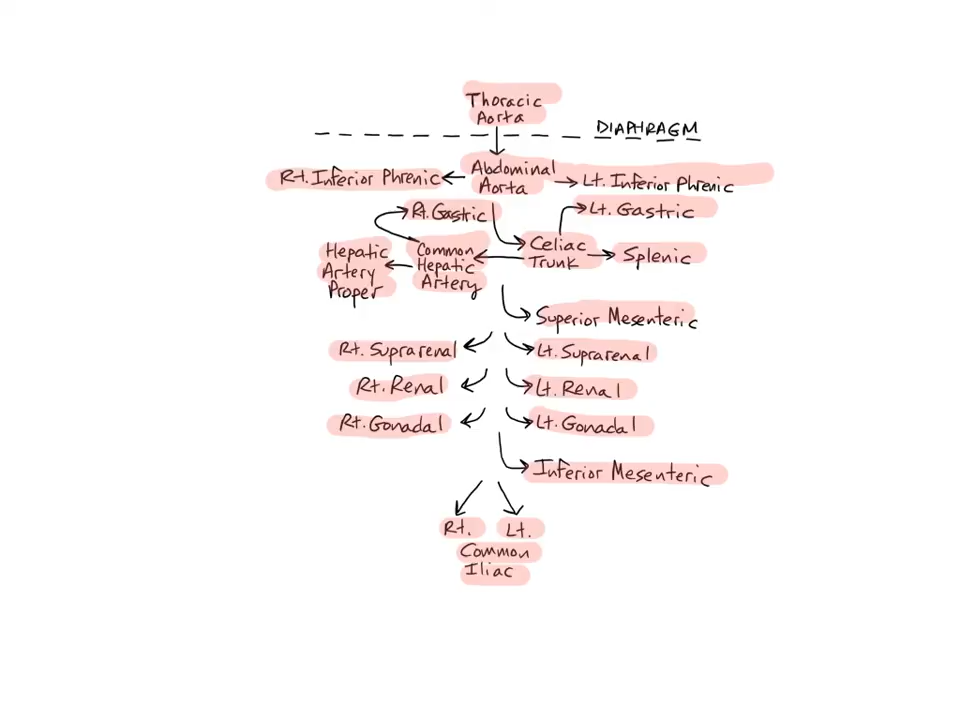 Thoracic
Aorta
DIAPHRAGM
Abdominal
Aorta
Rt. Inferior Phrenic
Lt. Inferior Phrenic
Rt. Gastric
Lt. Gastric
Celiac
Trunk
Splenic
Common
Hepatic
Artery
Hepatic
Artery
Proper
Superior Mesenteric
Rt. Suprarenal
Lt. Suprarenal
Rt. Renal
Lt. Renal
Rt. Gonadal
Lt. Gonadal
Inferior Mesenteric
Rt. Lt.
Common
Iliac